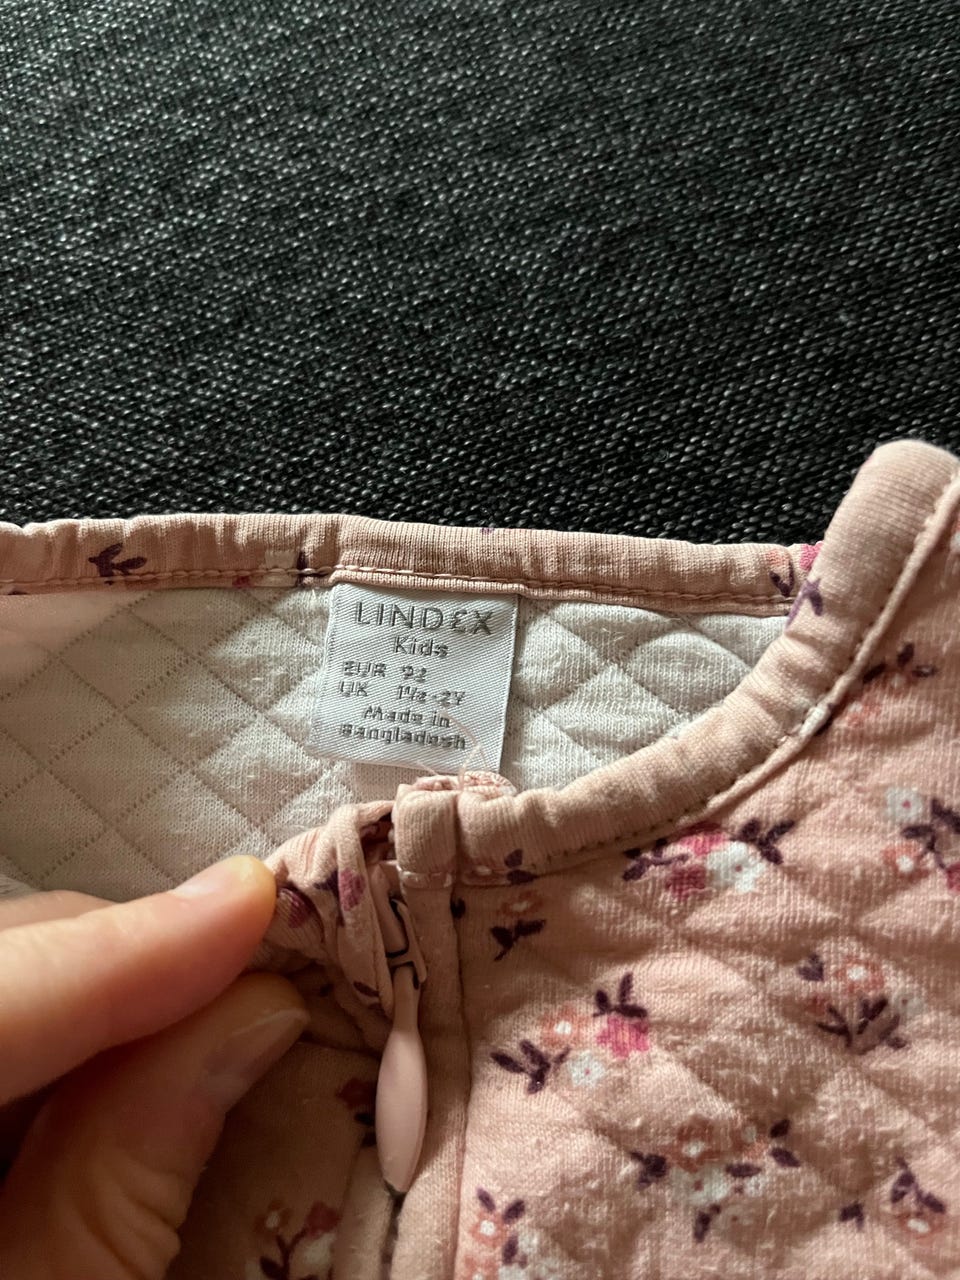 LINDEX
Kids
EUR 92
UK 1½-2Y
Made in
Bangladesh